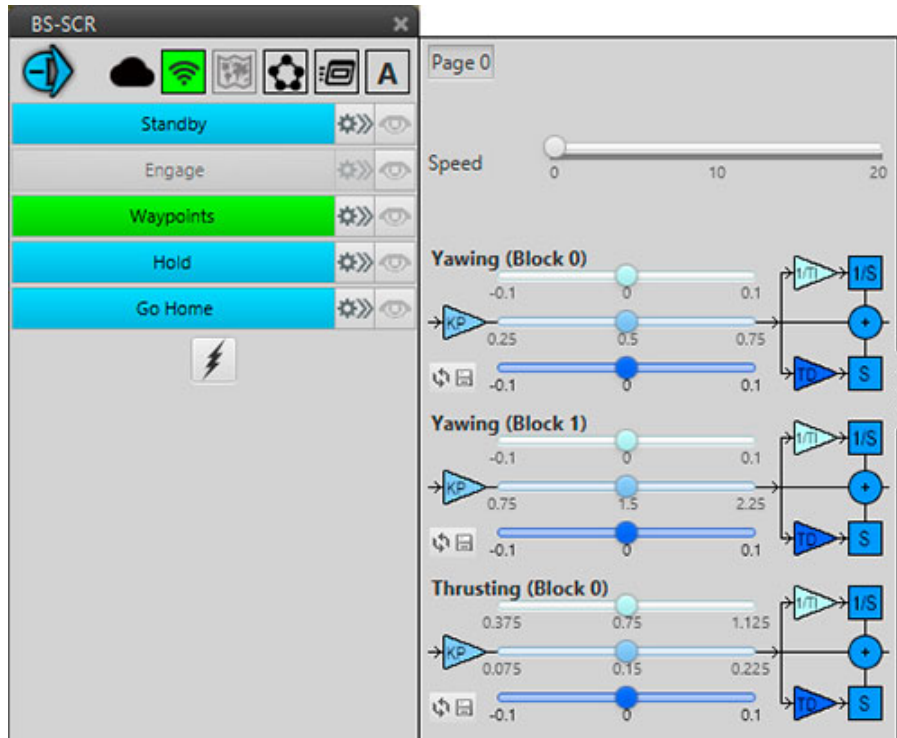 BS-SCR
A
Standby
Engage
Waypoints
Hold
Go Home
Page 0
Speed
0 10 20
Yawing (Block 0)
-0.1 0 0.1
1/TI 1/S
KP
+
0.25 0.5 0.75
-0.1 0 0.1
TD S
Yawing (Block 1)
-0.1 0 0.1
1/TI 1/S
KP
+
0.75 1.5 2.25
-0.1 0 0.1
TD S
Thrusting (Block 0)
0.375 0.75 1.125
1/TI 1/S
KP
+
0.075 0.15 0.225
-0.1 0 0.1
TD S